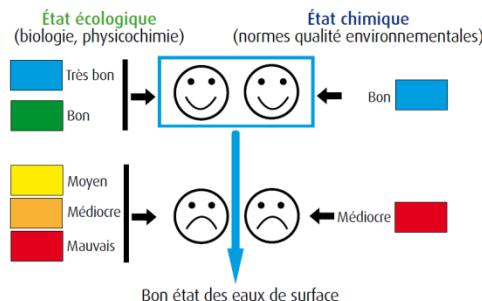 État écologique
(biologie, physicochimie)
État chimique
(normes qualité environnementales)
Très bon
Bon
Bon
Moyen
Médiocre
Mauvais
Médiocre
Bon état des eaux de surface